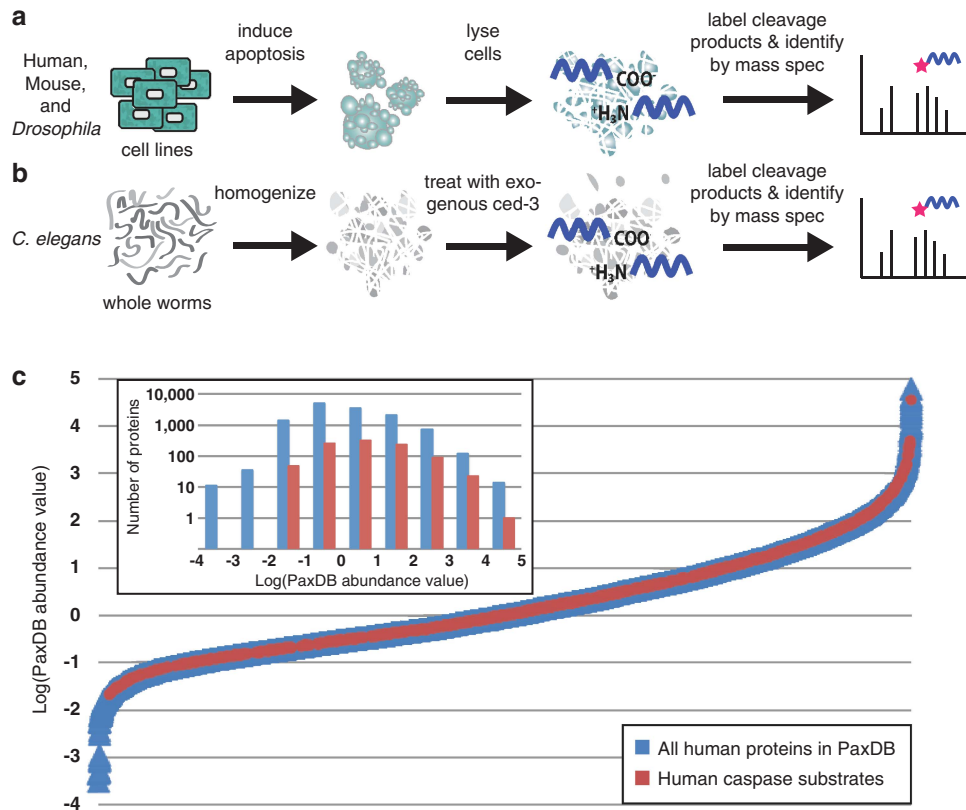 a
Human,
Mouse,
and
Drosophila
cell lines
induce
apoptosis
lyse
cells
COO-
+H3N
label cleavage
products & identify
by mass spec
b
C. elegans
whole worms
homogenize
treat with exo-
genous ced-3
COO
+H3N
label cleavage
products & identify
by mass spec
c
Log(PaxDB abundance value)
5
4
3
2
1
0
-1
-2
-3
-4
Number of proteins
10,000
1,000
100
10
1
-4 -3 -2 -1 0 1 2 3 4 5
Log(PaxDB abundance value)
All human proteins in PaxDB
Human caspase substrates